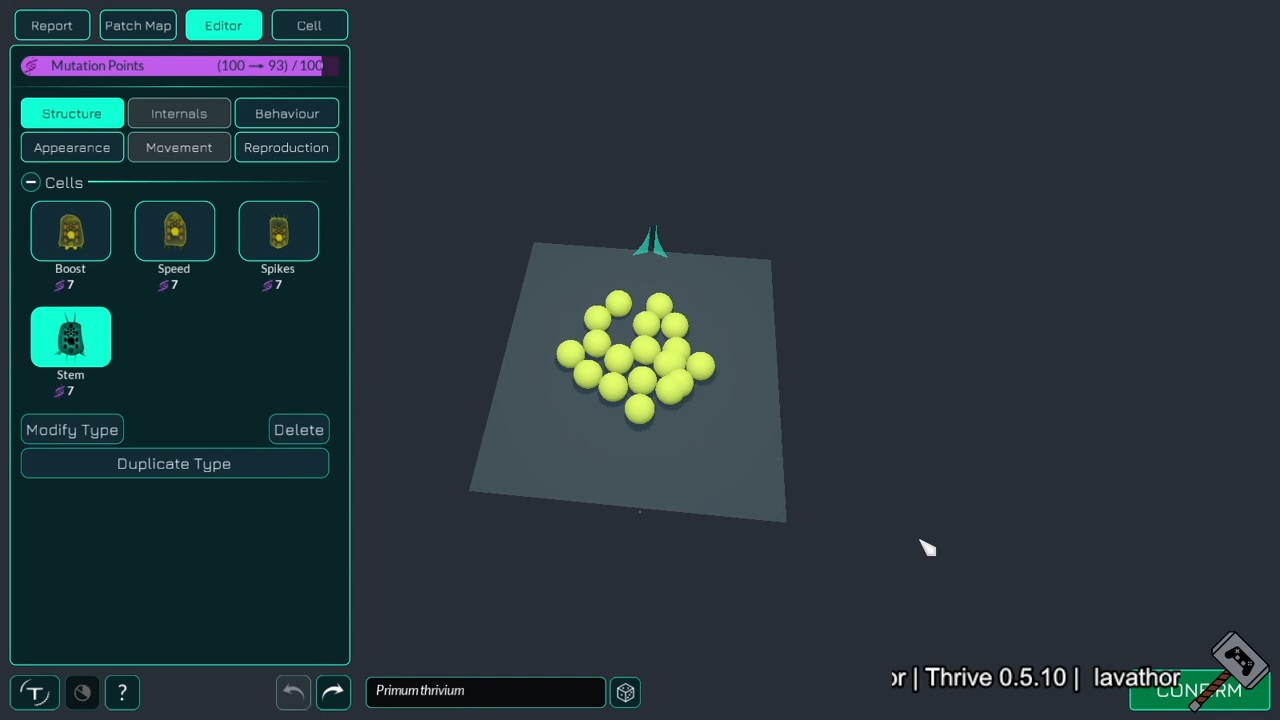 Report
Patch Map
Editor
Cell
Mutation Points (100 → 93) / 100
Structure
Internals
Behaviour
Appearance
Movement
Reproduction
Cells
Boost
7
Speed
7
Spikes
7
Stem
7
Modify Type
Delete
Duplicate Type
?
Primum thrivium
or | Thrive 0.5.10 | lavathor
CONFIRM